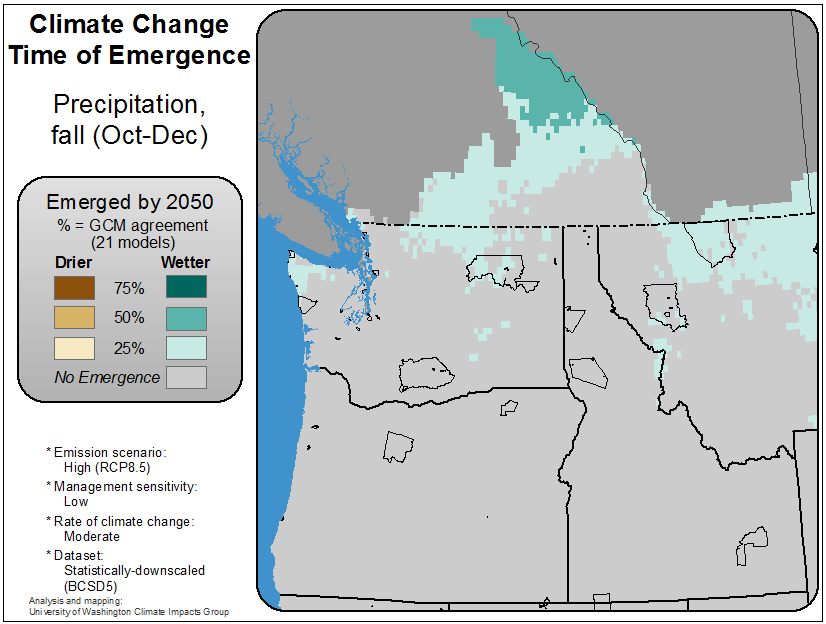 Climate Change
Time of Emergence
Precipitation,
fall (Oct-Dec)
Emerged by 2050
% = GCM agreement
(21 models)
Drier Wetter
75%
50%
25%
No Emergence
* Emission scenario:
High (RCP8.5)
* Management sensitivity:
Low
* Rate of climate change:
Moderate
* Dataset:
Statistically-downscaled
(BCSD5)
Analysis and mapping:
University of Washington Climate Impacts Group